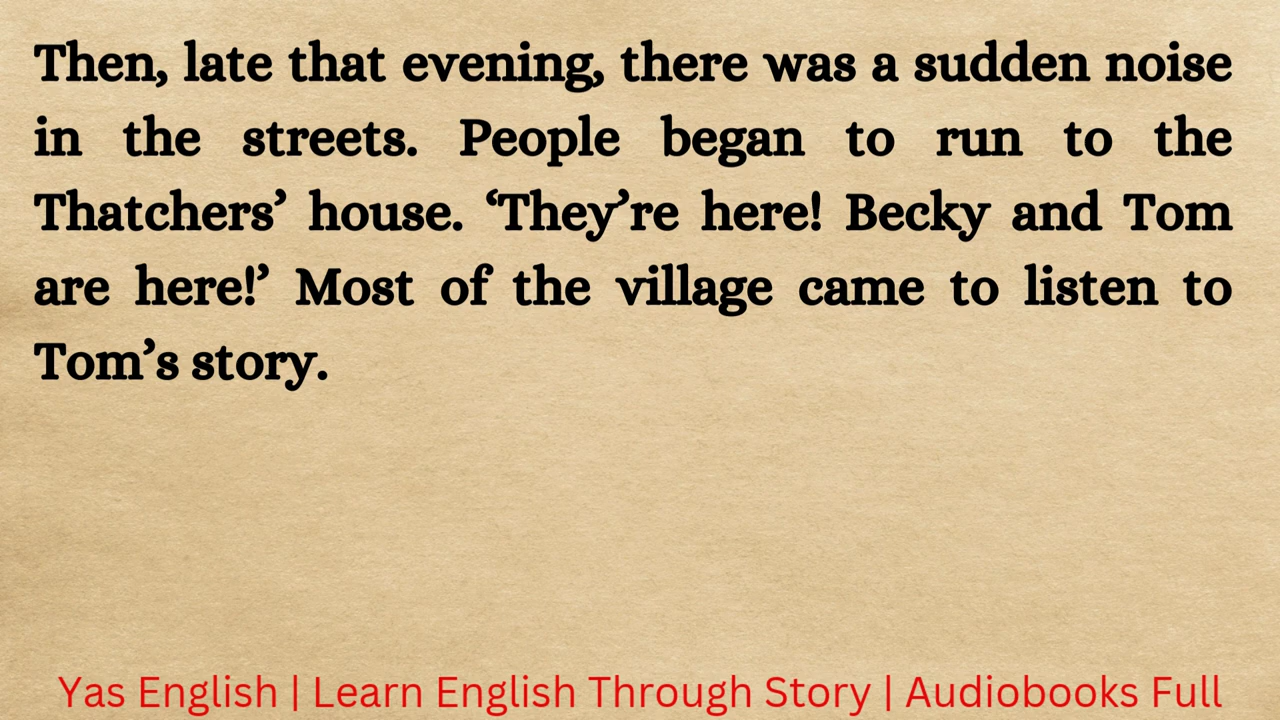 Then, late that evening, there was a sudden noise
in the streets. People began to run to the
Thatchers’ house. ‘They’re here! Becky and Tom
are here!’ Most of the village came to listen to
Tom’s story.
Yas English | Learn English Through Story | Audiobooks Full